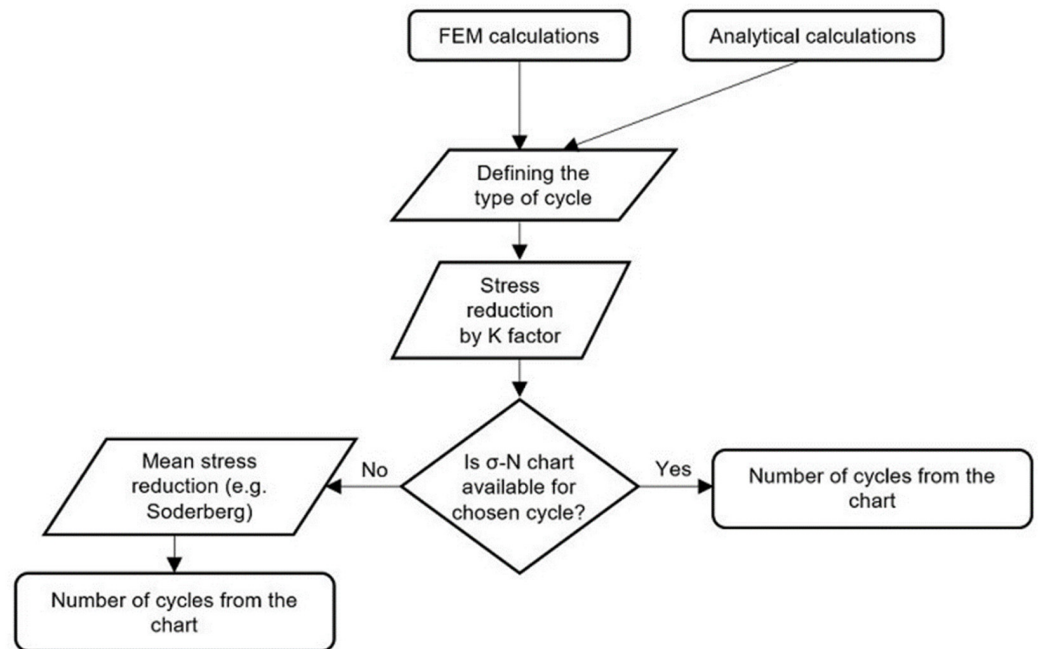 FEM calculations
Analytical calculations
Defining the
type of cycle
Stress
reduction
by K factor
Is σ-N chart
available for
chosen cycle?
No
Yes
Mean stress
reduction (e.g.
Soderberg)
Number of cycles from the
chart
Number of cycles from the
chart